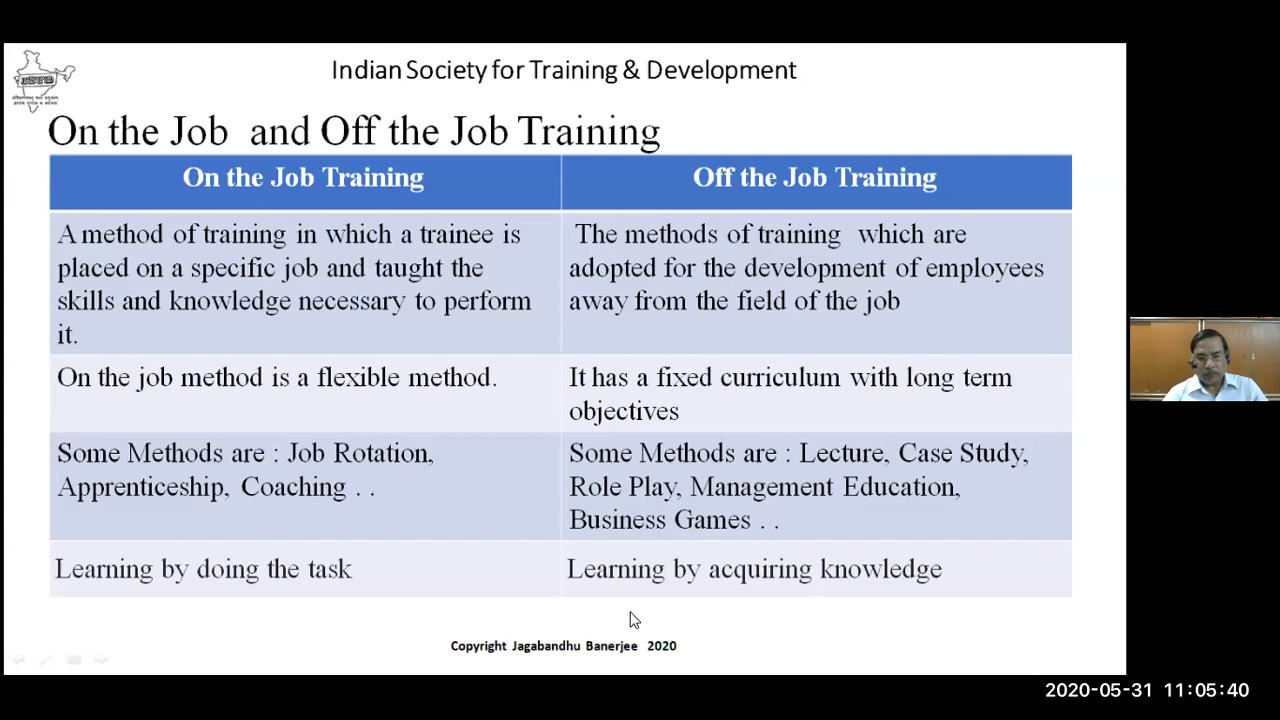 Indian Society for Training & Development
On the Job and Off the Job Training
On the Job Training
Off the Job Training
A method of training in which a trainee is
placed on a specific job and taught the
skills and knowledge necessary to perform
it.
The methods of training which are
adopted for the development of employees
away from the field of the job
On the job method is a flexible method.
It has a fixed curriculum with long term
objectives
Some Methods are : Job Rotation,
Apprenticeship, Coaching . .
Some Methods are : Lecture, Case Study,
Role Play, Management Education,
Business Games . .
Learning by doing the task
Learning by acquiring knowledge
Copyright Jagabandhu Banerjee 2020
2020-05-31 11:05:40